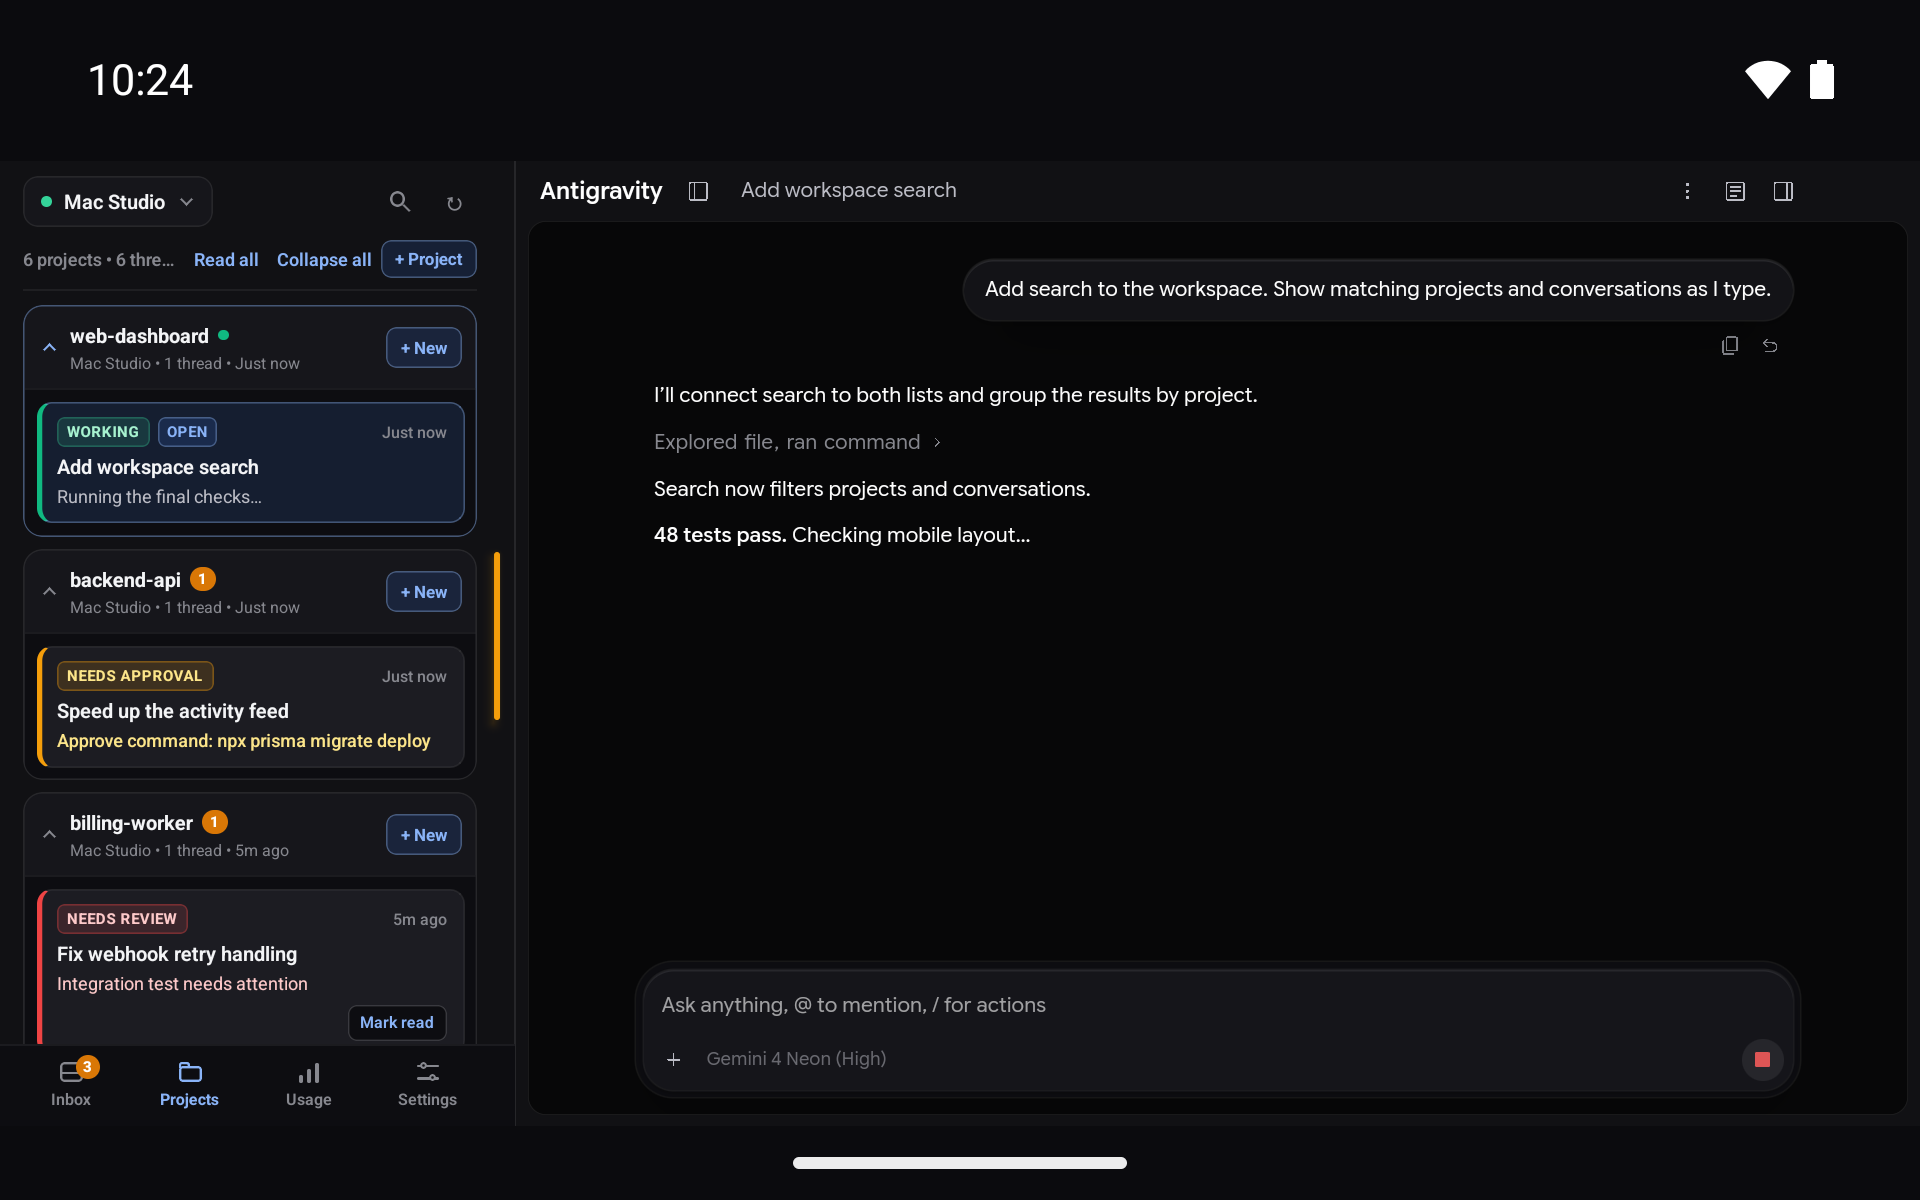 10:24
Mac Studio
6 projects • 6 thre...
Read all
Collapse all
+ Project
web-dashboard
Mac Studio • 1 thread • Just now
+ New
WORKING
OPEN
Just now
Add workspace search
Running the final checks...
backend-api 1
Mac Studio • 1 thread • Just now
+ New
NEEDS APPROVAL
Just now
Speed up the activity feed
Approve command: npx prisma migrate deploy
billing-worker 1
Mac Studio • 1 thread • 5m ago
+ New
NEEDS REVIEW
5m ago
Fix webhook retry handling
Integration test needs attention
Mark read
3
Inbox
Projects
Usage
Settings
Antigravity
Add workspace search
Add search to the workspace. Show matching projects and conversations as I type.
I’ll connect search to both lists and group the results by project.
Explored file, ran command
Search now filters projects and conversations.
48 tests pass. Checking mobile layout...
Ask anything, @ to mention, / for actions
+ Gemini 4 Neon (High)